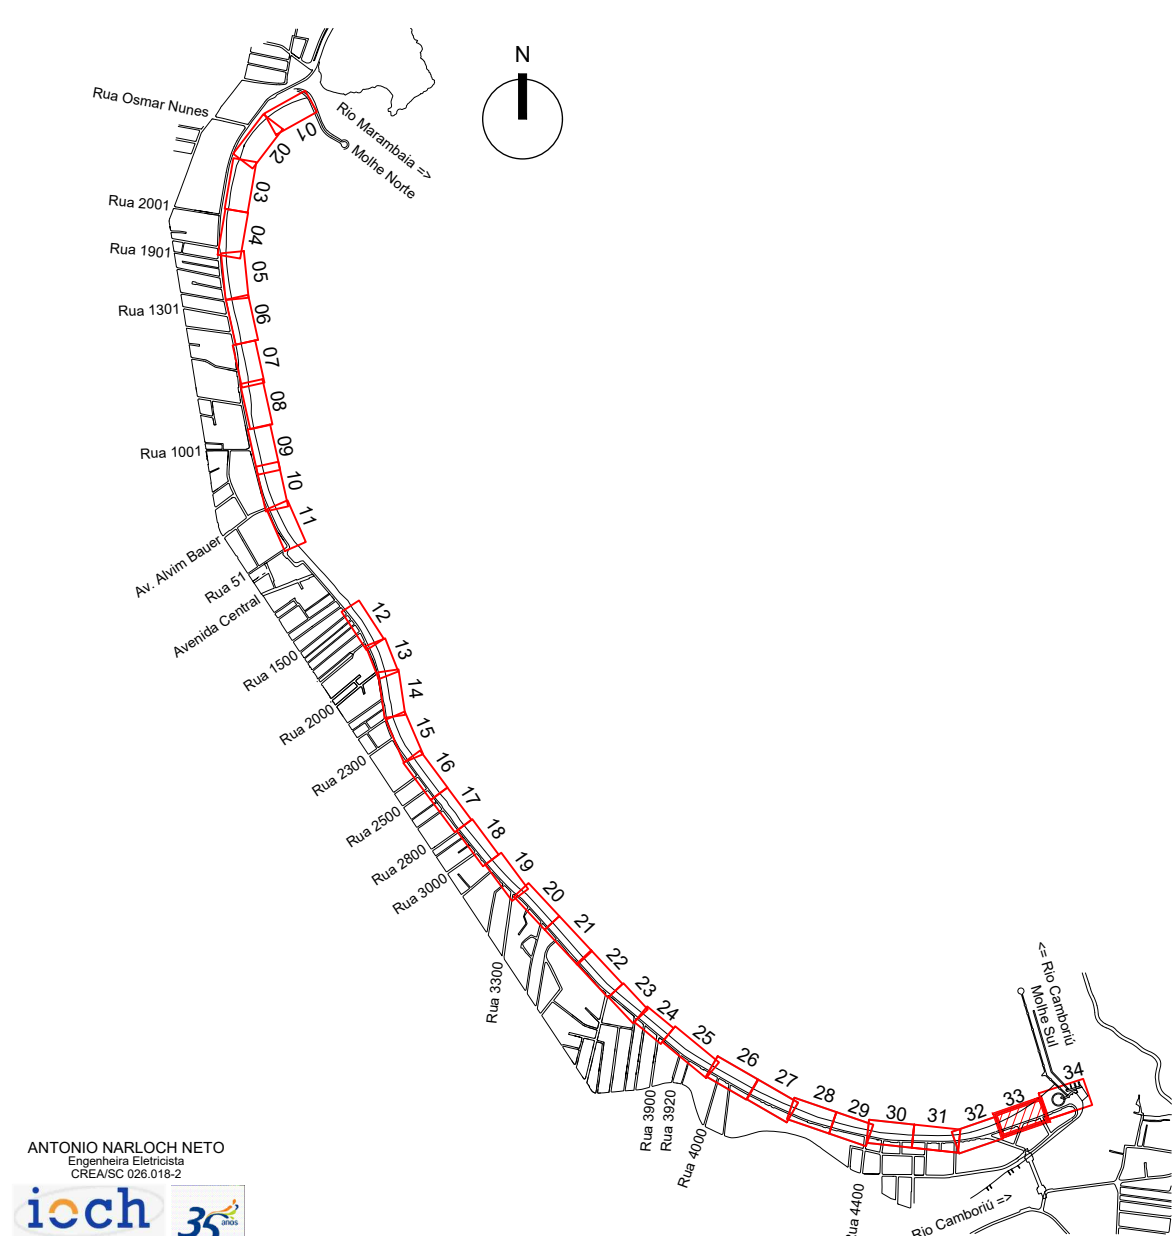 N
Rua Osmar Nunes
Rio Marambaia =>
Molhe Norte
01
02
03
Rua 2001
04
Rua 1901
05
Rua 1301
06
07
08
Rua 1001
09
10
11
Av. Alvim Bauer
Rua 51
Avenida Central
12
Rua 1500
13
14
Rua 2000
15
Rua 2300
16
17
Rua 2500
18
Rua 2800
19
Rua 3000
20
21
22
Rua 3300
23
24
25
26
27
28
29
30
31
32
33
34
<= Rio Camboriú
Molhe Sul
Rua 3900
Rua 3920
Rua 4000
Rua 4400
Rio Camboriú =>
ANTONIO NARLOCH NETO
Engenheira Eletricista
CREA/SC 026.018-2
ioch
35 anos